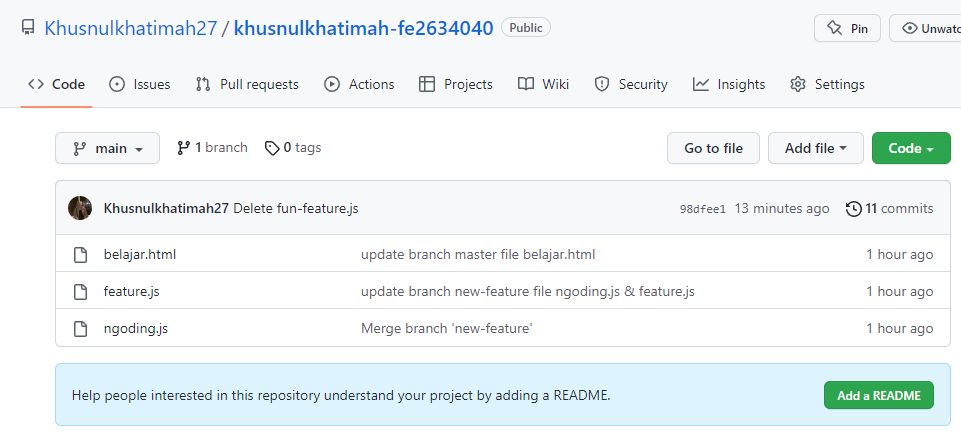 Khusnulkhatimah27 / khusnulkhatimah-fe2634040 Public Pin Unwatc
Code Issues Pull requests Actions Projects Wiki Security Insights Settings
main 1 branch 0 tags Go to file Add file Code
Khusnulkhatimah27 Delete fun-feature.js 98dfee1 13 minutes ago 11 commits
belajar.html update branch master file belajar.html 1 hour ago
feature.js update branch new-feature file ngoding.js & feature.js 1 hour ago
ngoding.js Merge branch 'new-feature' 1 hour ago
Help people interested in this repository understand your project by adding a README. Add a README